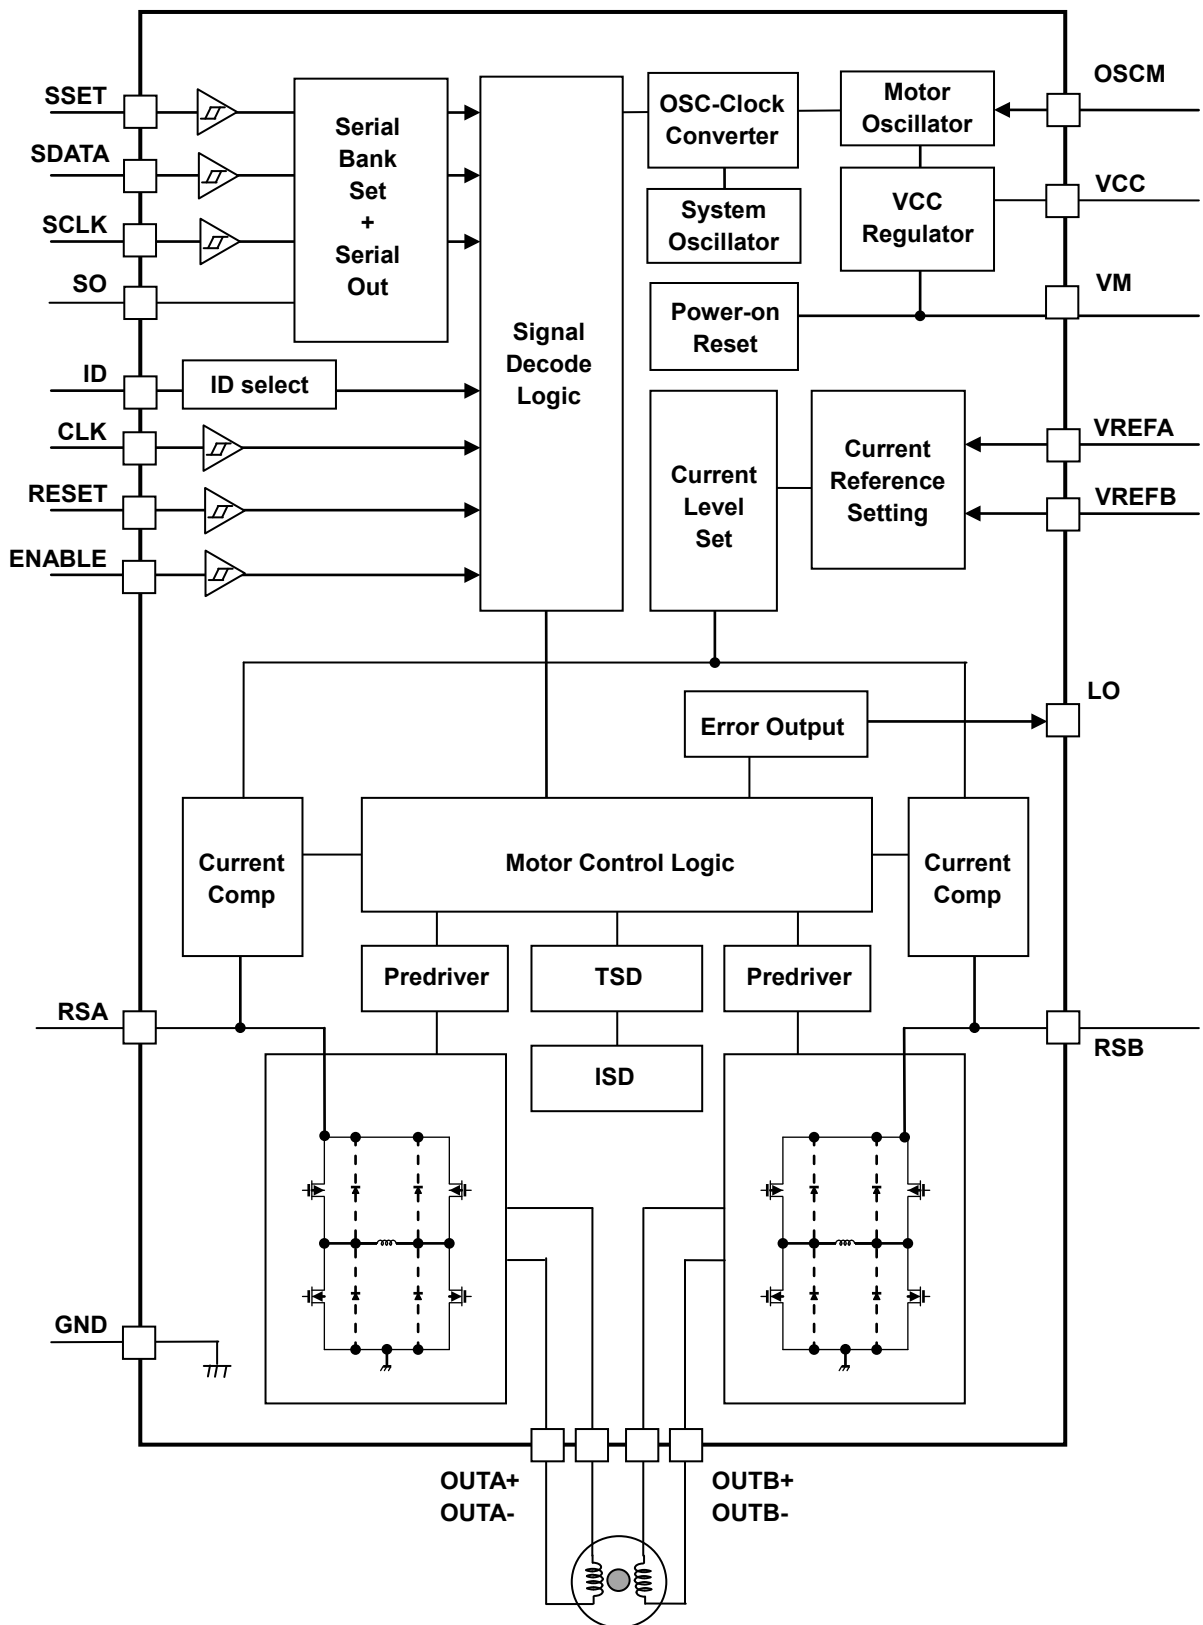 SSET
SDATA
SCLK
SO
ID
CLK
RESET
ENABLE
Serial
Bank
Set
+
Serial
Out
ID select
Signal
Decode
Logic
OSC-Clock
Converter
System
Oscillator
Motor
Oscillator
VCC
Regulator
Power-on
Reset
Current
Level
Set
Current
Reference
Setting
OSCM
VCC
VM
VREFA
VREFB
LO
Error Output
Current
Comp
Motor Control Logic
Current
Comp
Predriver
TSD
Predriver
ISD
RSA
RSB
GND
OUTA+
OUTA-
OUTB+
OUTB-